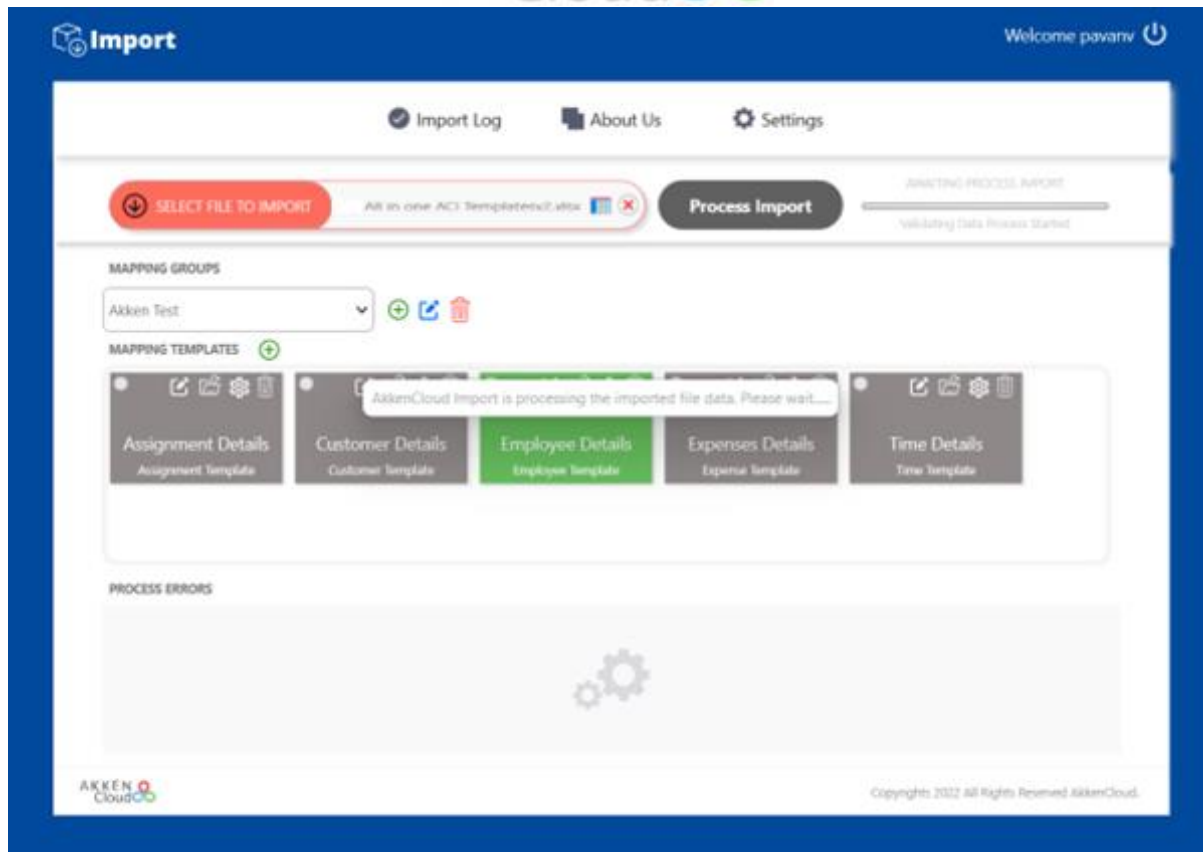 Import
Welcome pavanv
Import Log
About Us
Settings
SELECT FILE TO IMPORT
All in one ACI Templatev2.xlsx
Process Import
AWAITING PROCESS IMPORT
Validating Data Process Started
MAPPING GROUPS
Akken Test
MAPPING TEMPLATES
AkkenCloud Import is processing the imported file data. Please wait.....
Assignment Details
Assignment Template
Customer Details
Customer Template
Employee Details
Employee Template
Expenses Details
Expense Template
Time Details
Time Template
PROCESS ERRORS
AKKEN
Cloud
Copyrights 2022 All Rights Reserved AkkenCloud.